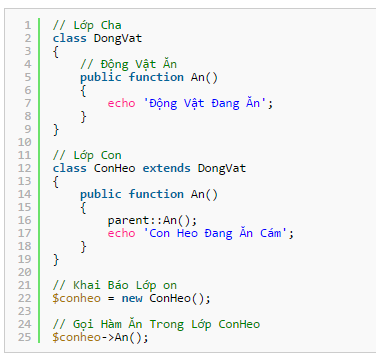 1 // Lớp Cha
2 class DongVat
3 {
4     // Động Vật Ăn
5     public function An()
6     {
7         echo 'Động Vật Đang Ăn';
8     }
9 }
10
11 // Lớp Con
12 class ConHeo extends DongVat
13 {
14     public function An()
15     {
16         parent::An();
17         echo 'Con Heo Đang Ăn Cám';
18     }
19 }
20
21 // Khai Báo Lớp on
22 $conheo = new ConHeo();
23
24 // Gọi Hàm Ăn Trong Lớp ConHeo
25 $conheo->An();